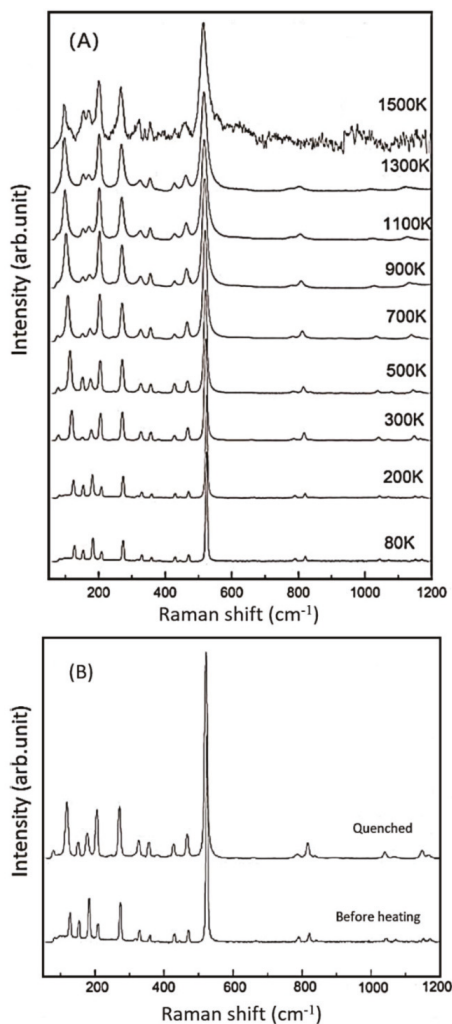 (A)
Intensity (arb.unit)
1500K
1300K
1100K
900K
700K
500K
300K
200K
80K
200 400 600 800 1000 1200
Raman shift (cm-1)
(B)
Intensity (arb.unit)
Quenched
Before heating
200 400 600 800 1000 1200
Raman shift (cm-1)